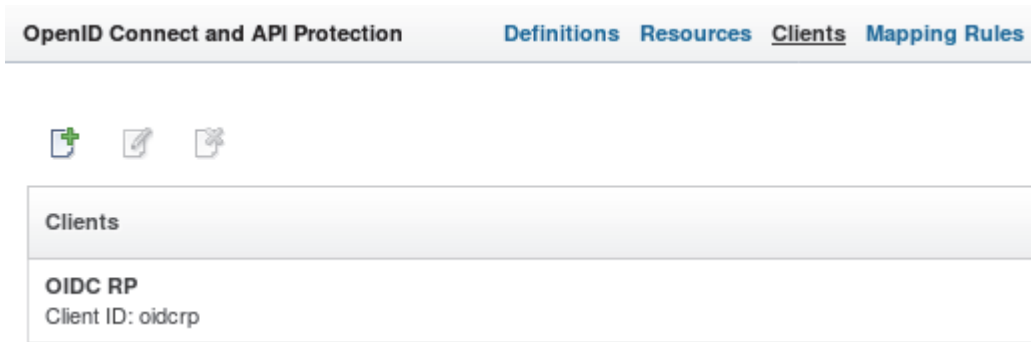 OpenID Connect and API Protection Definitions Resources Clients Mapping Rules
Clients
OIDC RP
Client ID: oidcrp